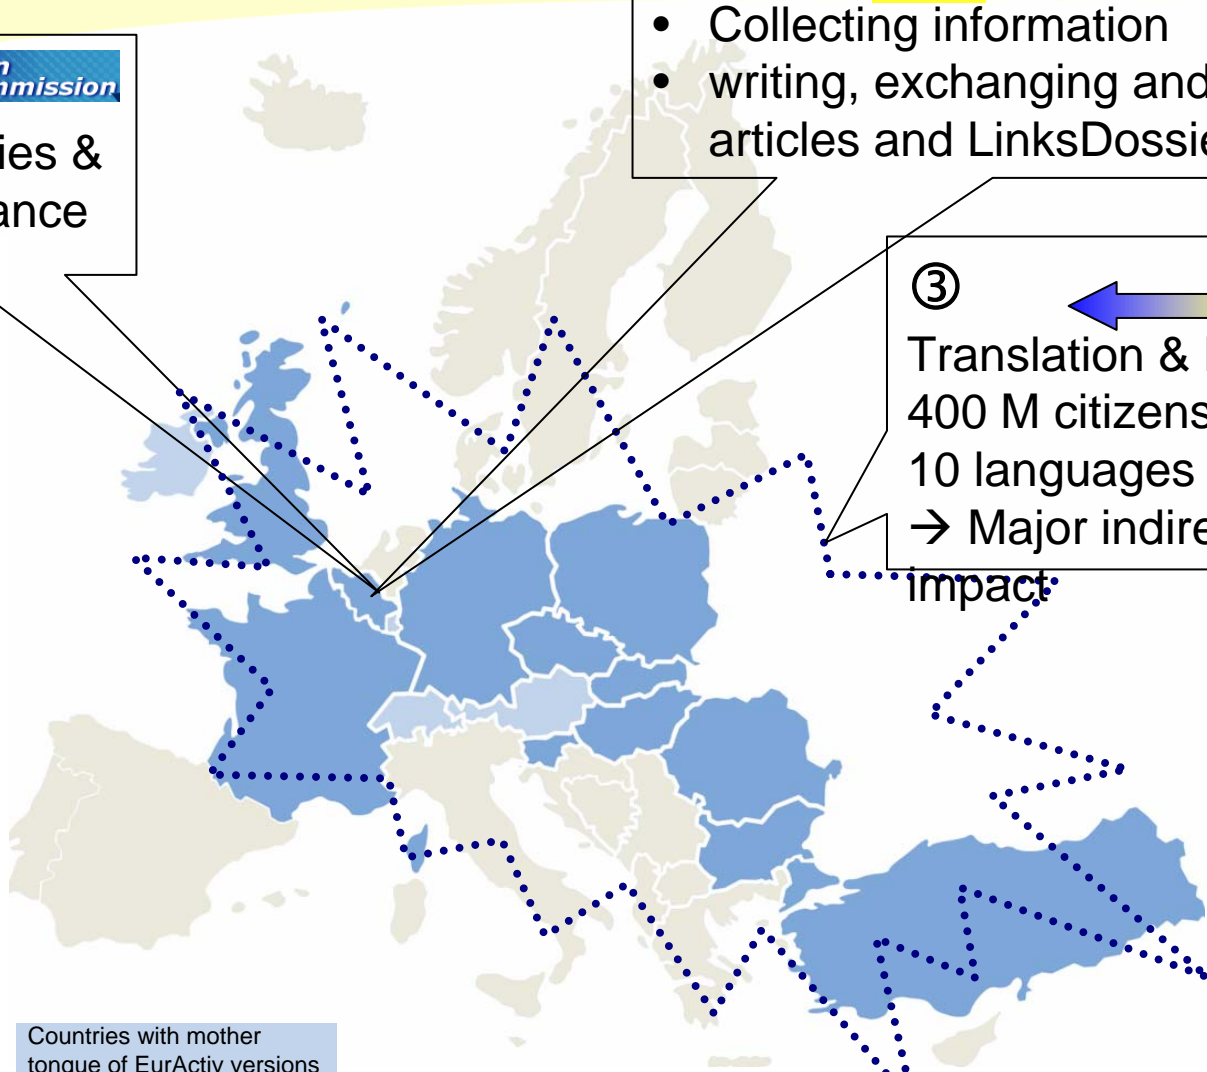 • Collecting information
• writing, exchanging and
articles and LinksDossie
mmission
ies &
ance
③
Translation &
400 M citizens
10 languages
→ Major indire
impact
Countries with mother
tongue of EurActiv versions